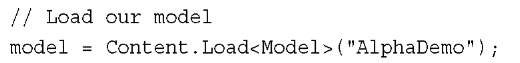 // Load our model
model = Content.Load<Model>("AlphaDemo");